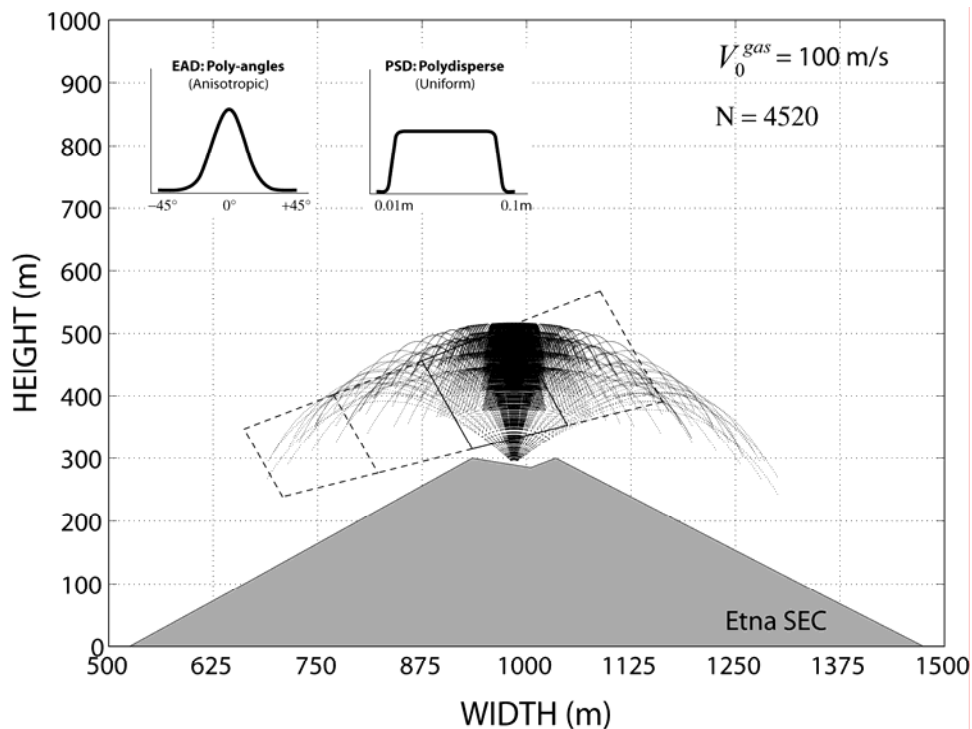 EAD: Poly-angles
(Anisotropic)
−45° 0° +45°
PSD: Polydisperse
(Uniform)
0.01m 0.1m
V₀^gas = 100 m/s
N = 4520
HEIGHT (m)
1000
900
800
700
600
500
400
300
200
100
0
Etna SEC
500 625 750 875 1000 1125 1250 1375 1500
WIDTH (m)